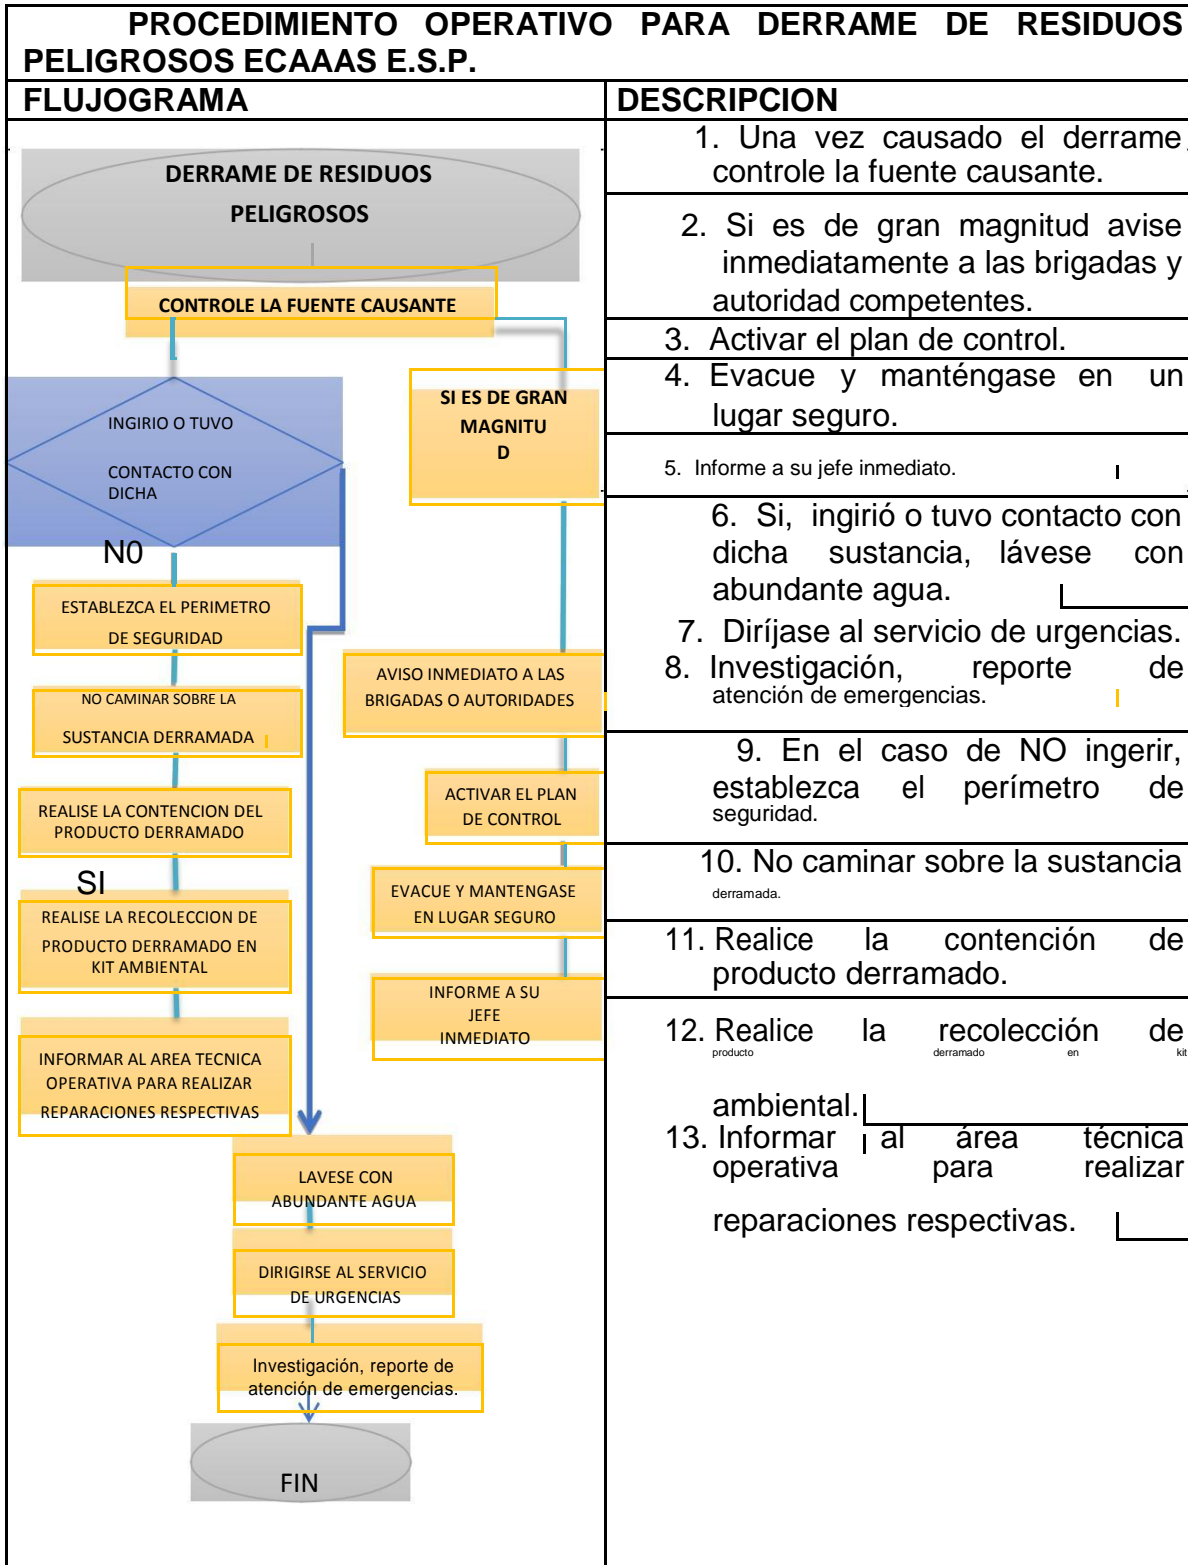 PROCEDIMIENTO OPERATIVO PARA DERRAME DE RESIDUOS
PELIGROSOS ECAAAS E.S.P.
FLUJOGRAMA
DERRAME DE RESIDUOS
PELIGROSOS
CONTROLE LA FUENTE CAUSANTE
INGIRIO O TUVO
CONTACTO CON
DICHA
N0
ESTABLEZCA EL PERIMETRO
DE SEGURIDAD
NO CAMINAR SOBRE LA
SUSTANCIA DERRAMADA
REALISE LA CONTENCION DEL
PRODUCTO DERRAMADO
SI
REALISE LA RECOLECCION DE
PRODUCTO DERRAMADO EN
KIT AMBIENTAL
INFORMAR AL AREA TECNICA
OPERATIVA PARA REALIZAR
REPARACIONES RESPECTIVAS
SI ES DE GRAN
MAGNITU
D
AVISO INMEDIATO A LAS
BRIGADAS O AUTORIDADES
ACTIVAR EL PLAN
DE CONTROL
EVACUE Y MANTENGASE
EN LUGAR SEGURO
INFORME A SU
JEFE
INMEDIATO
LAVESE CON
ABUNDANTE AGUA
DIRIGIRSE AL SERVICIO
DE URGENCIAS
Investigación, reporte de
atención de emergencias.
FIN
DESCRIPCION
1. Una vez causado el derrame,
controle la fuente causante.
2. Si es de gran magnitud avise
inmediatamente a las brigadas y
autoridad competentes.
3. Activar el plan de control.
4. Evacue y manténgase en un
lugar seguro.
5. Informe a su jefe inmediato.
6. Si, ingirió o tuvo contacto con
dicha sustancia, lávese con
abundante agua.
7. Diríjase al servicio de urgencias.
8. Investigación, reporte de
atención de emergencias.
9. En el caso de NO ingerir,
establezca el perímetro de
seguridad.
10. No caminar sobre la sustancia
derramada.
11. Realice la contención de
producto derramado.
12. Realice la recolección de
producto derramado en kit
ambiental.
13. Informar al área técnica
operativa para realizar
reparaciones respectivas.